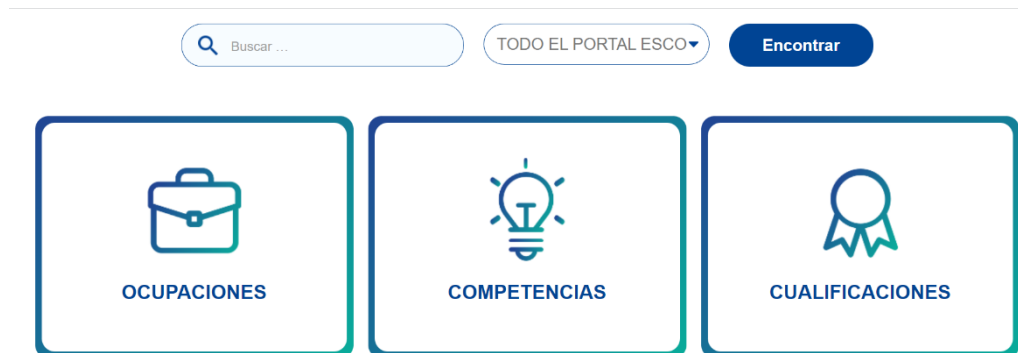 Buscar ...
TODO EL PORTAL ESCO
Encontrar
OCUPACIONES
COMPETENCIAS
CUALIFICACIONES